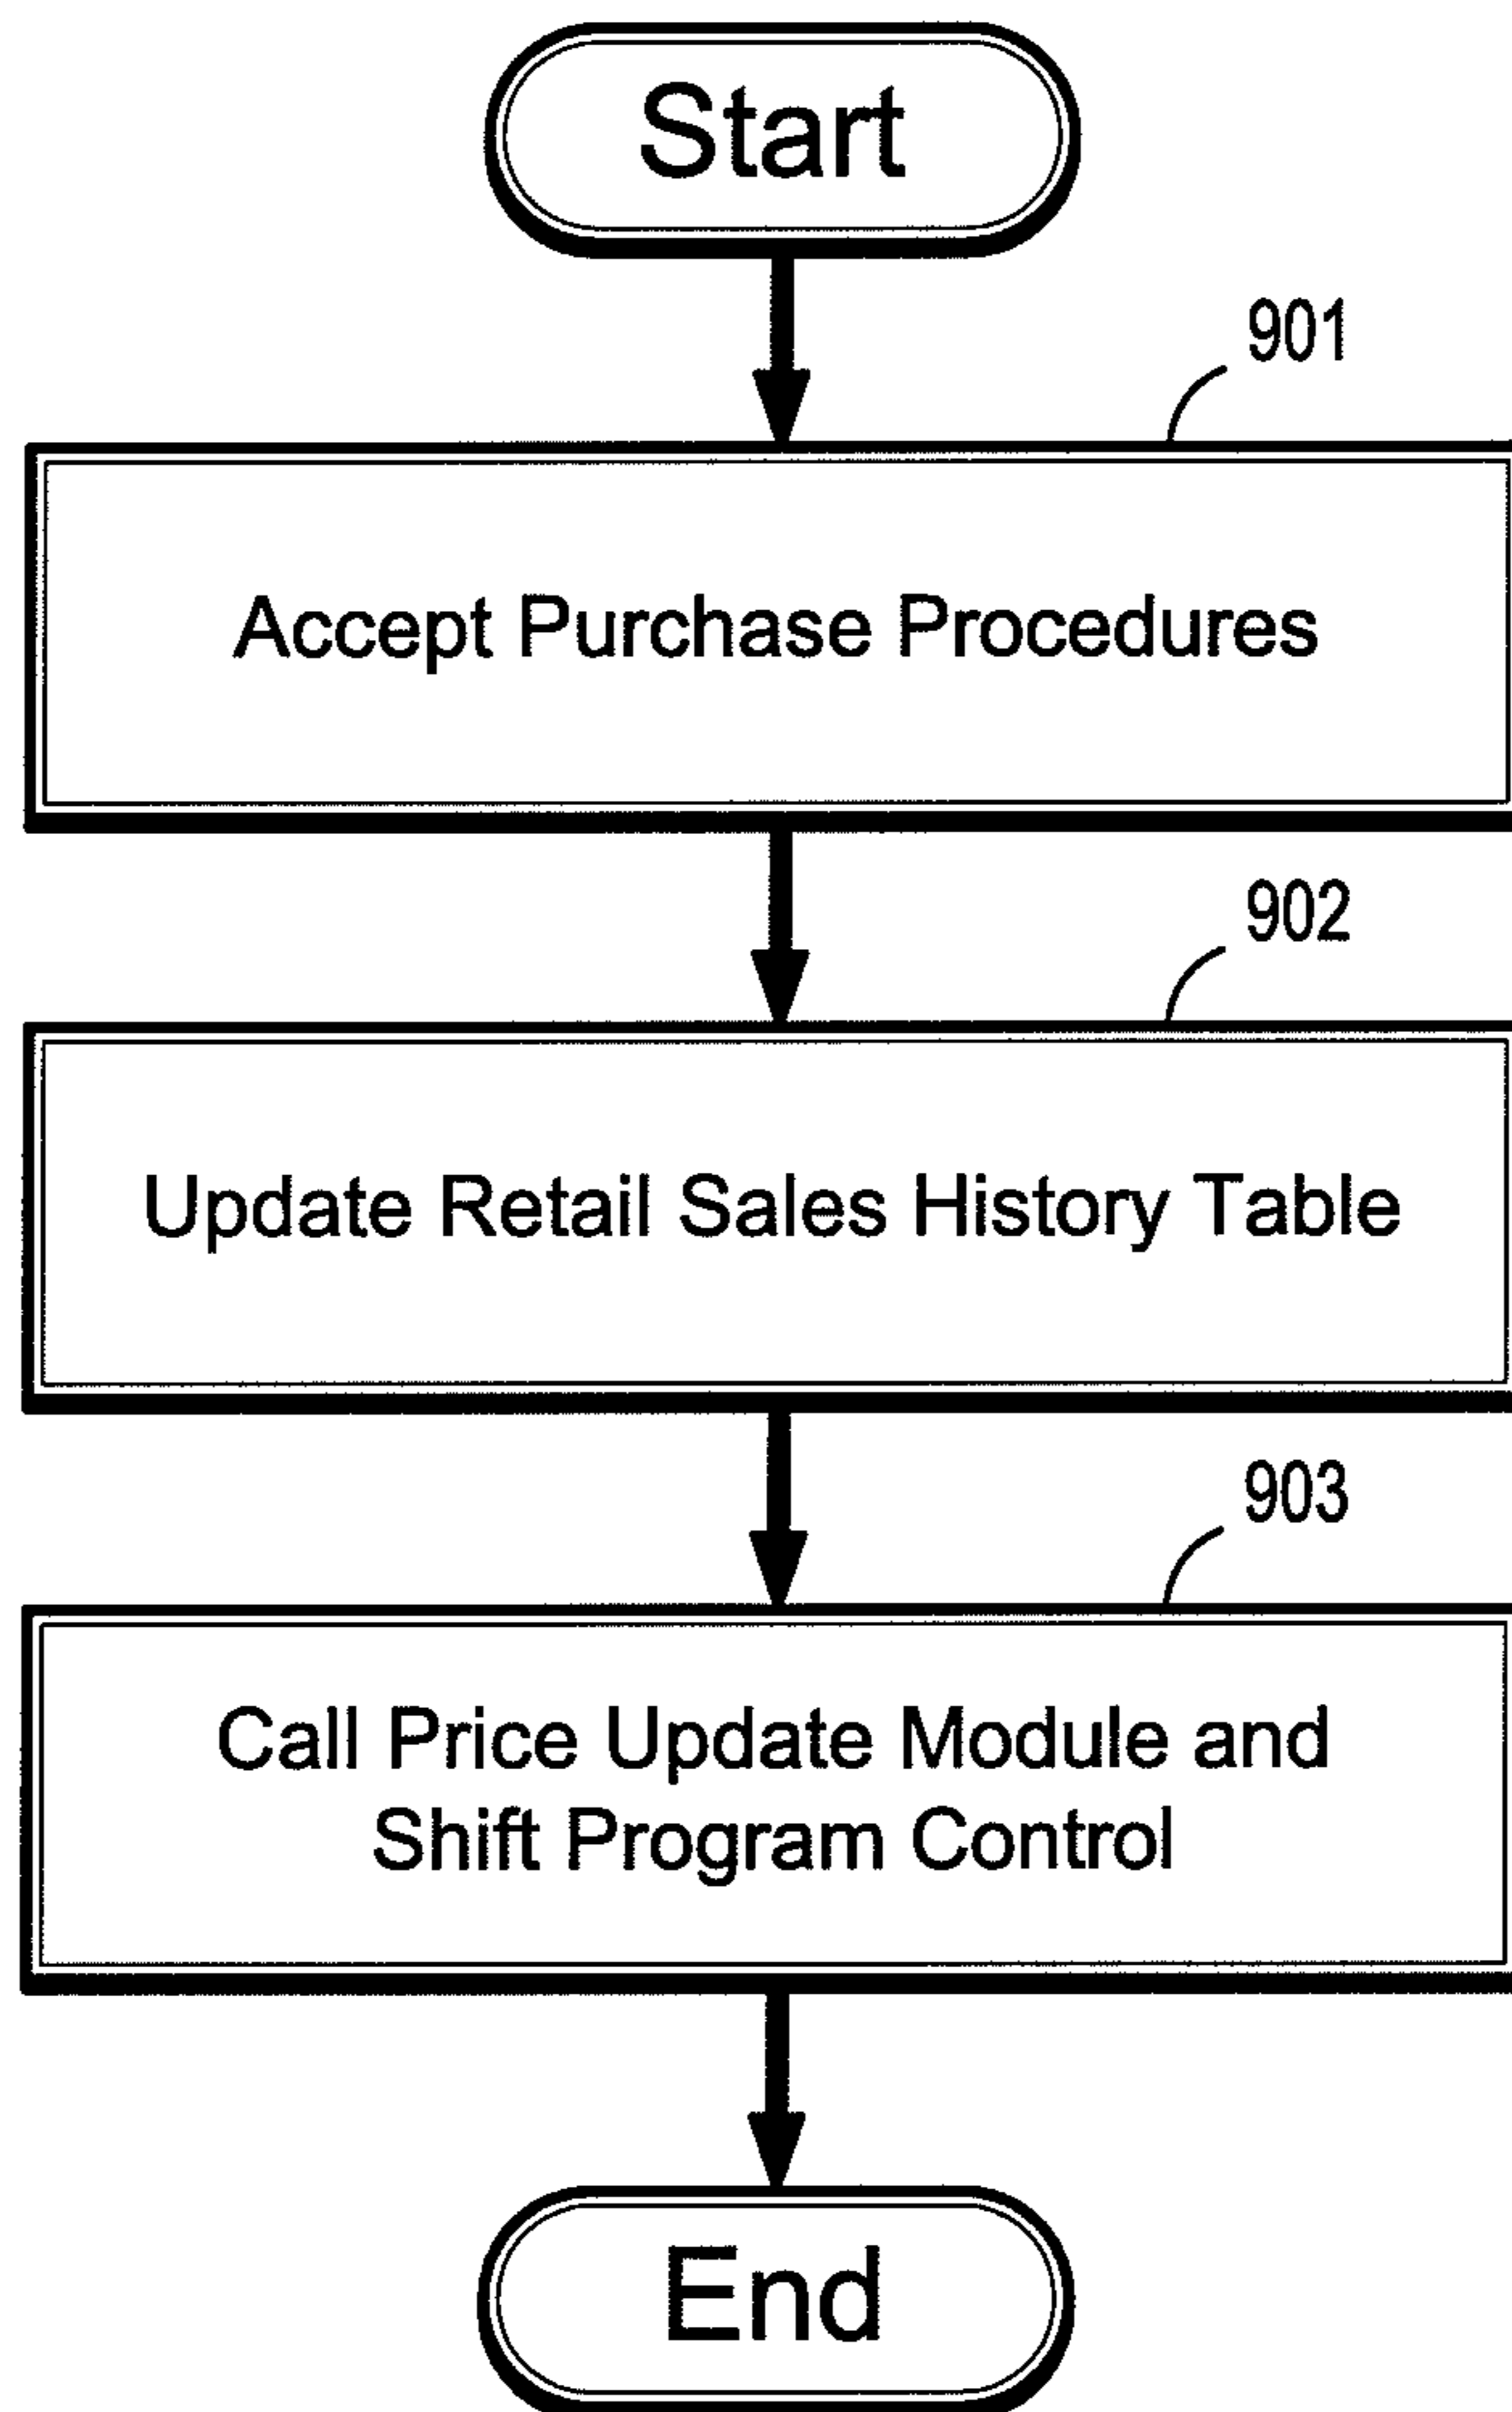 Start
901
Accept Purchase Procedures
902
Update Retail Sales History Table
903
Call Price Update Module and
Shift Program Control
End